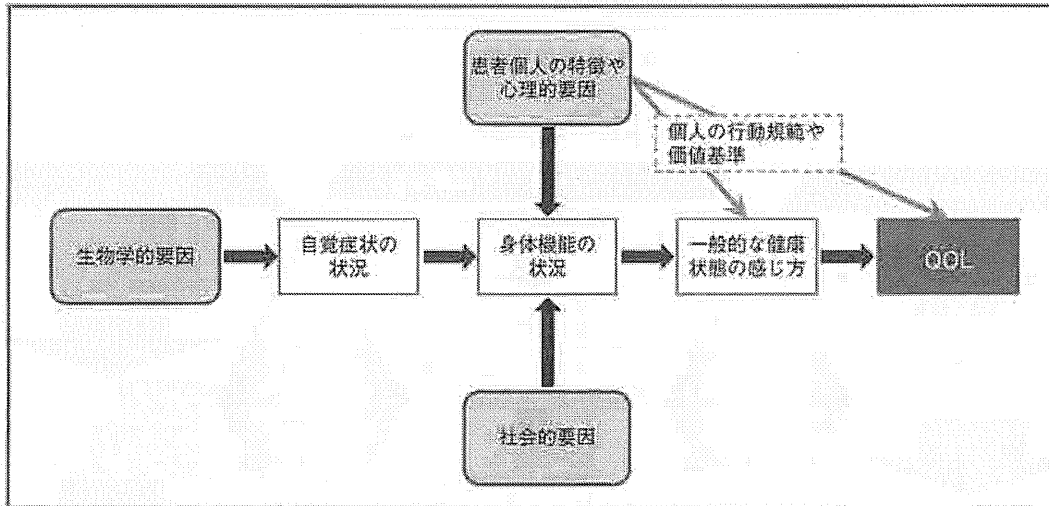 患者個人の特徴や
心理的要因
個人の行動規範や
価値基準
生物学的要因
自覚症状の
状況
身体機能の
状況
一般的な健康
状態の感じ方
QOL
社会的要因